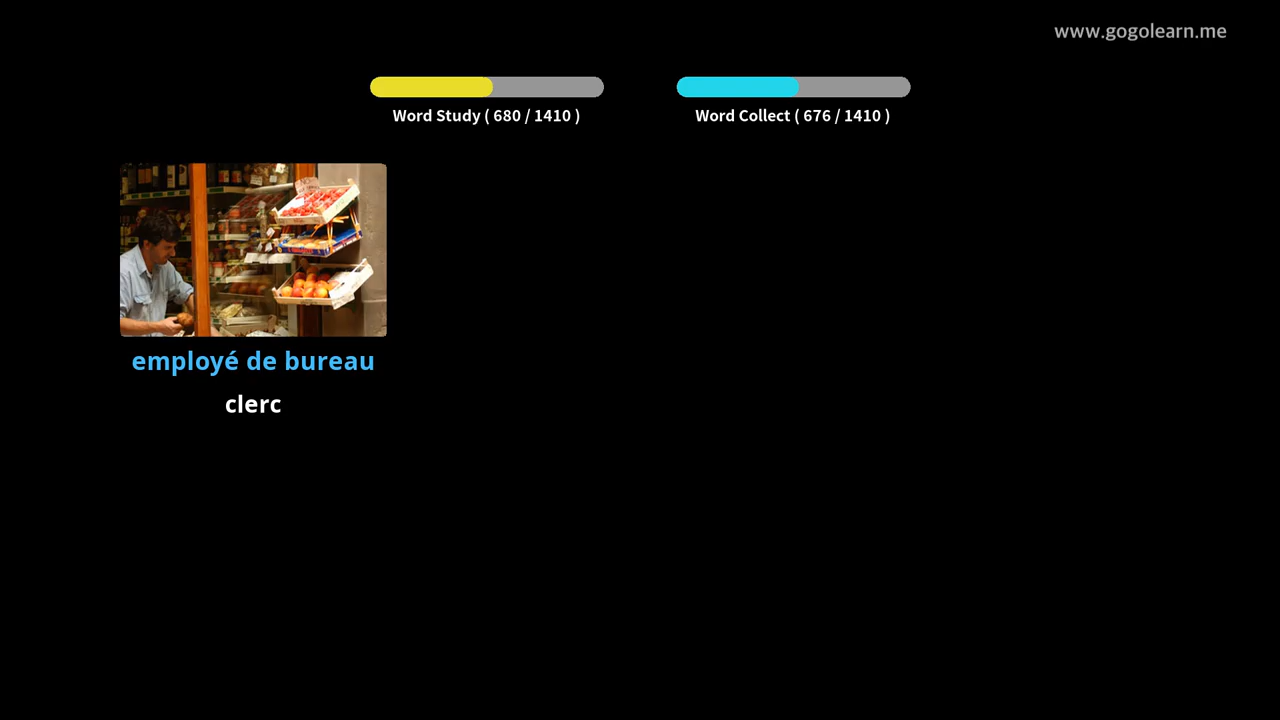 www.gogolearn.me
Word Study ( 680 / 1410 )
Word Collect ( 676 / 1410 )
employé de bureau
clerc